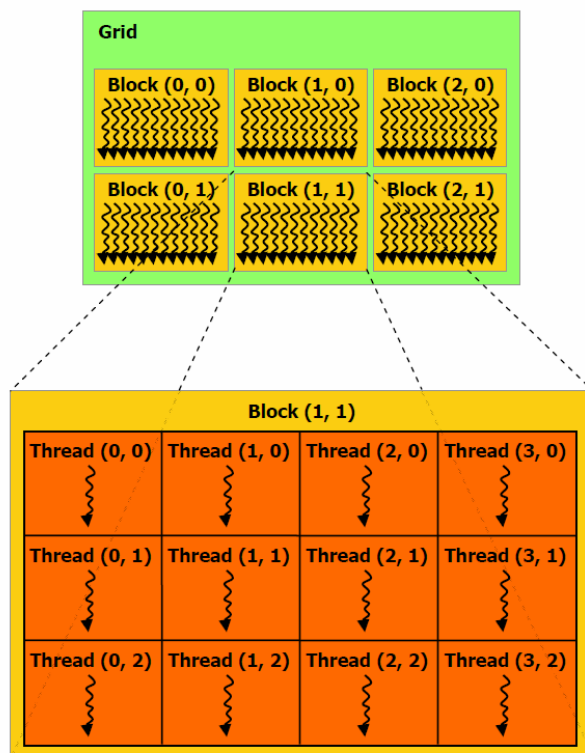 Grid
Block (0, 0) Block (1, 0) Block (2, 0)
Block (0, 1) Block (1, 1) Block (2, 1)
Block (1, 1)
Thread (0, 0) Thread (1, 0) Thread (2, 0) Thread (3, 0)
Thread (0, 1) Thread (1, 1) Thread (2, 1) Thread (3, 1)
Thread (0, 2) Thread (1, 2) Thread (2, 2) Thread (3, 2)